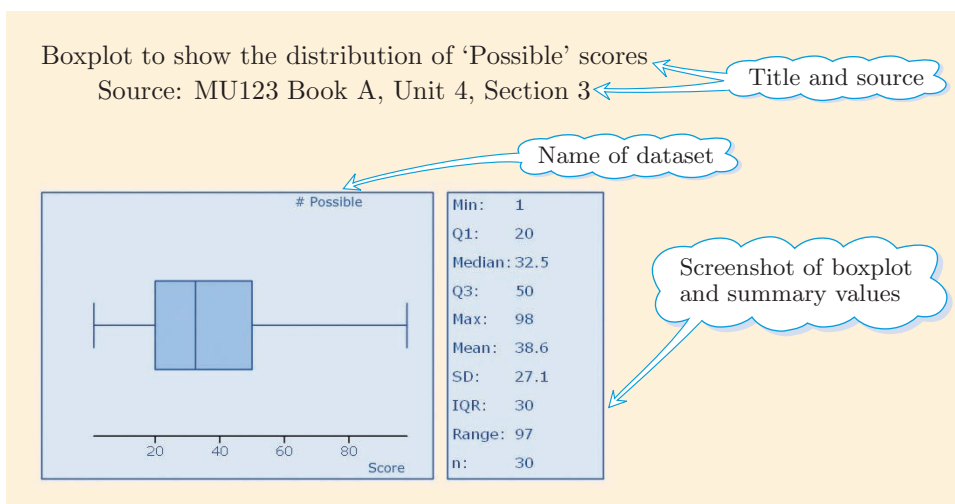 Boxplot to show the distribution of ‘Possible’ scores
Source: MU123 Book A, Unit 4, Section 3
Title and source
Name of dataset
# Possible
20 40 60 80
Score
Min: 1
Q1: 20
Median: 32.5
Q3: 50
Max: 98
Mean: 38.6
SD: 27.1
IQR: 30
Range: 97
n: 30
Screenshot of boxplot
and summary values